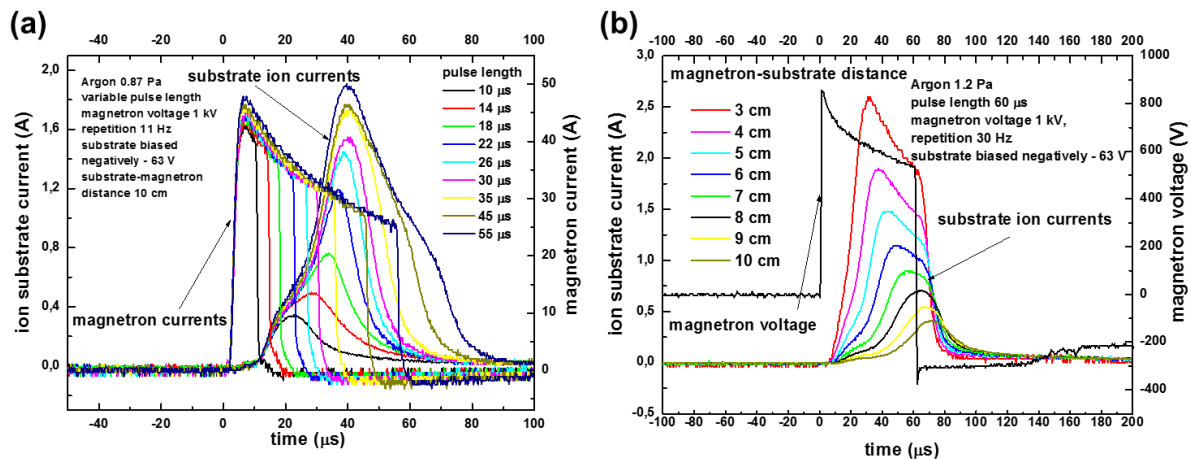 (a)
-40 -20 0 20 40 60 80 100
2,0
1,6
1,2
0,8
0,4
0,0
ion substrate current (A)
Argon 0.87 Pa
variable pulse length
magnetron voltage 1 kV
repetition 11 Hz
substrate biased
negatively - 63 V
substrate-magnetron
distance 10 cm
substrate ion currents
magnetron currents
pulse length
10 µs
14 µs
18 µs
22 µs
26 µs
30 µs
35 µs
45 µs
55 µs
50
40
30
20
10
0
magnetron current (A)
-40 -20 0 20 40 60 80 100
time (µs)
(b)
-100 -80 -60 -40 -20 0 20 40 60 80 100 120 140 160 180 200
3,0
2,5
2,0
1,5
1,0
0,5
0,0
-0,5
ion substrate current (A)
magnetron-substrate distance
3 cm
4 cm
5 cm
6 cm
7 cm
8 cm
9 cm
10 cm
Argon 1.2 Pa
pulse length 60 µs
magnetron voltage 1 kV,
repetition 30 Hz
substrate biased negatively - 63 V
substrate ion currents
magnetron voltage
1000
800
600
400
200
0
-200
-400
magnetron voltage (V)
-100 -80 -60 -40 -20 0 20 40 60 80 100 120 140 160 180 200
time (µs)